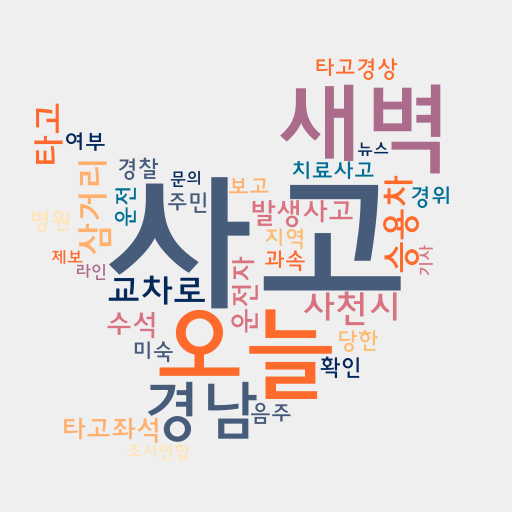 타고경상
새벽
타고
여부
뉴스
경찰
치료사고
삼거리
운전
문의
보고
승용차
경위
주민
사고
병원
발생사고
지역
제보
라인
과속
기사
교차로
운전자
사천시
수석
오늘
당한
미숙
확인
경남
음주
타고좌석
조사연합